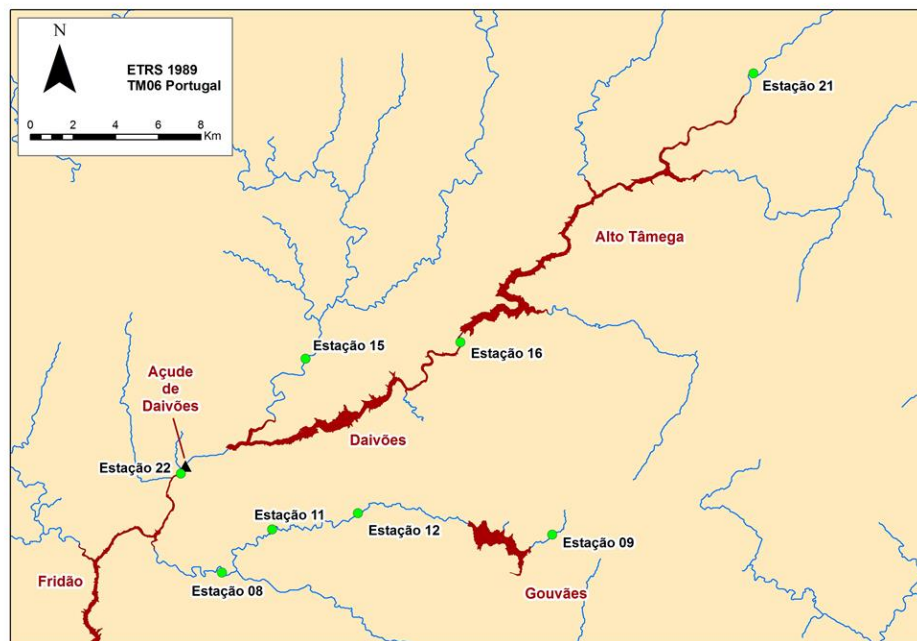 N
ETRS 1989
TM06 Portugal
0 2 4 6 8
Km
Estação 21
Alto Tâmega
Estação 15
Estação 16
Açude
de
Daivões
Daivões
Estação 22
Estação 11
Estação 12
Estação 09
Fridão
Estação 08
Gouvães